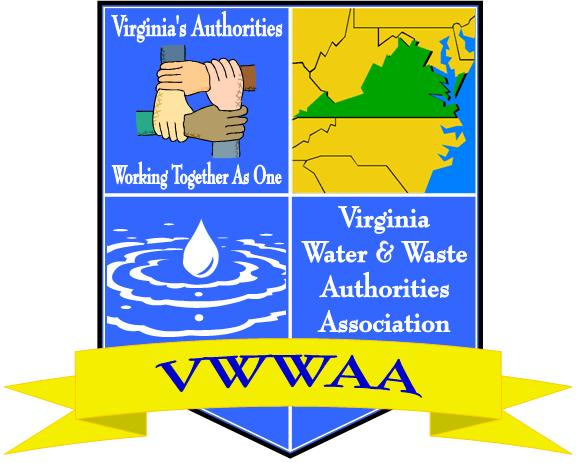 Virginia's Authorities
Working Together As One
Virginia
Water & Waste
Authorities
Association
VWWAA